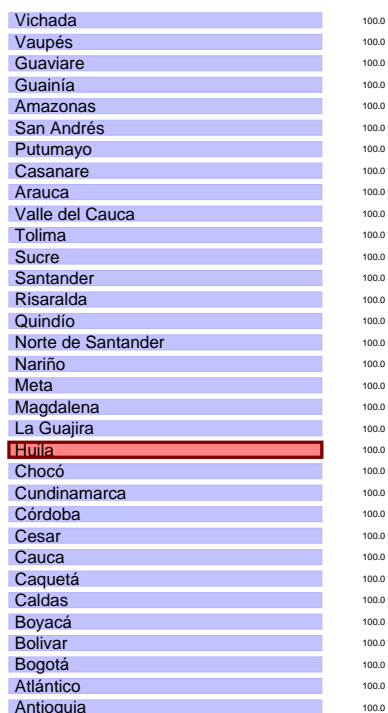 Vichada 100.0
Vaupés 100.0
Guaviare 100.0
Guainía 100.0
Amazonas 100.0
San Andrés 100.0
Putumayo 100.0
Casanare 100.0
Arauca 100.0
Valle del Cauca 100.0
Tolima 100.0
Sucre 100.0
Santander 100.0
Risaralda 100.0
Quindío 100.0
Norte de Santander 100.0
Nariño 100.0
Meta 100.0
Magdalena 100.0
La Guajira 100.0
Huila 100.0
Chocó 100.0
Cundinamarca 100.0
Córdoba 100.0
Cesar 100.0
Cauca 100.0
Caquetá 100.0
Caldas 100.0
Boyacá 100.0
Bolivar 100.0
Bogotá 100.0
Atlántico 100.0
Antioquia 100.0